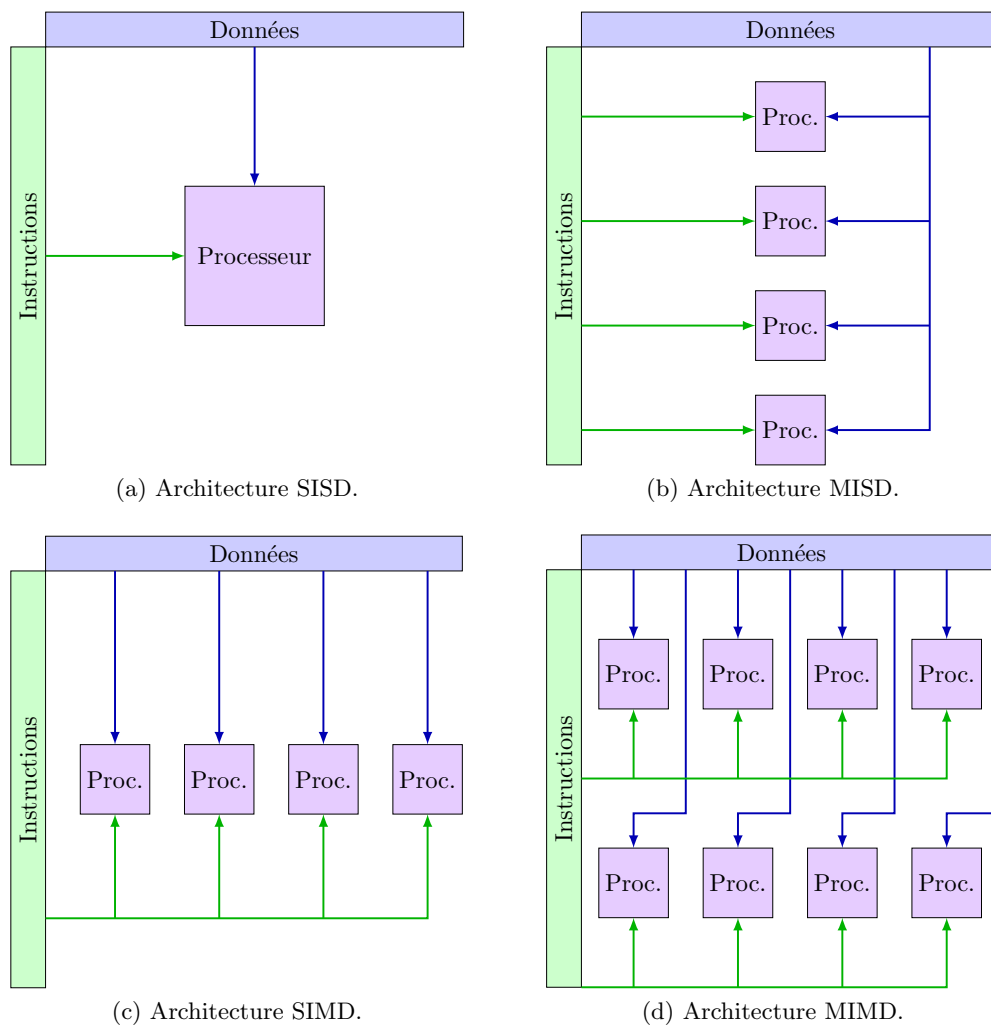 Données
Instructions
Processeur
(a) Architecture SISD.
Données
Instructions
Proc.
Proc.
Proc.
Proc.
(b) Architecture MISD.
Données
Instructions
Proc.
Proc.
Proc.
Proc.
(c) Architecture SIMD.
Données
Instructions
Proc.
Proc.
Proc.
Proc.
Proc.
Proc.
Proc.
Proc.
(d) Architecture MIMD.